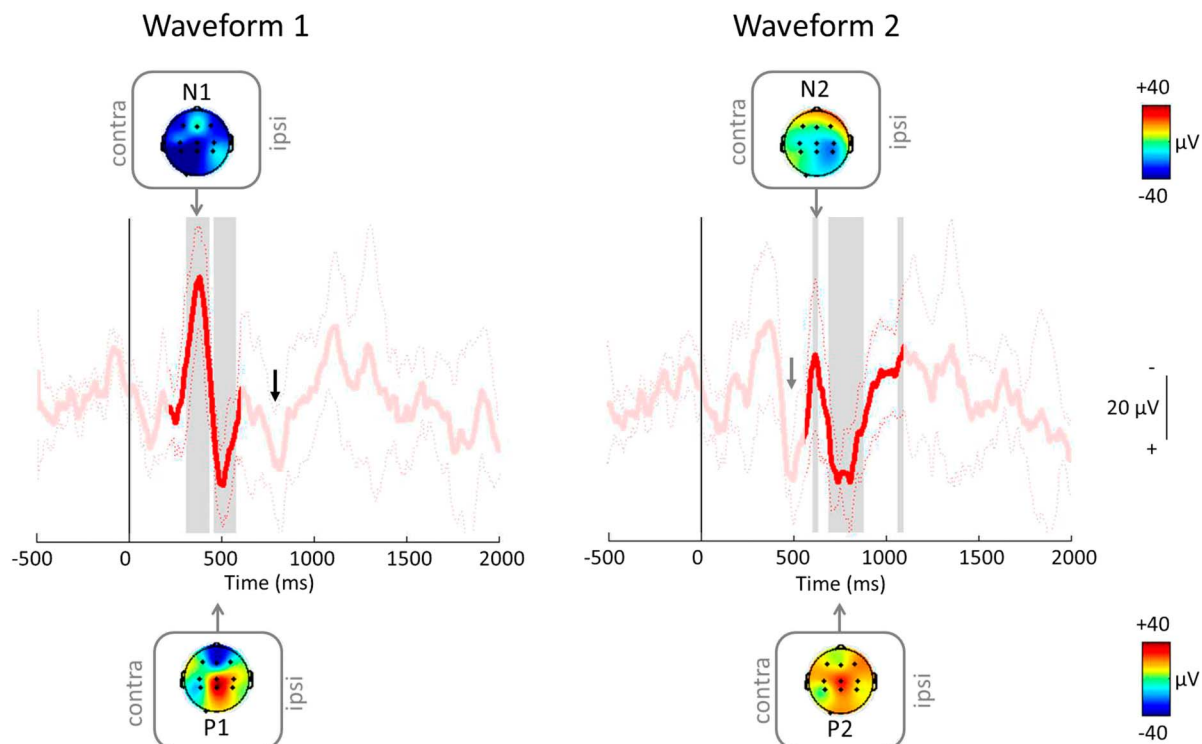 Waveform 1
Waveform 2
N1
contra
ipsi
N2
contra
ipsi
+40
µV
-40
-
20 µV
+
-500 0 500 1000 1500 2000
Time (ms)
-500 0 500 1000 1500 2000
Time (ms)
contra
ipsi
P1
contra
ipsi
P2
+40
µV
-40